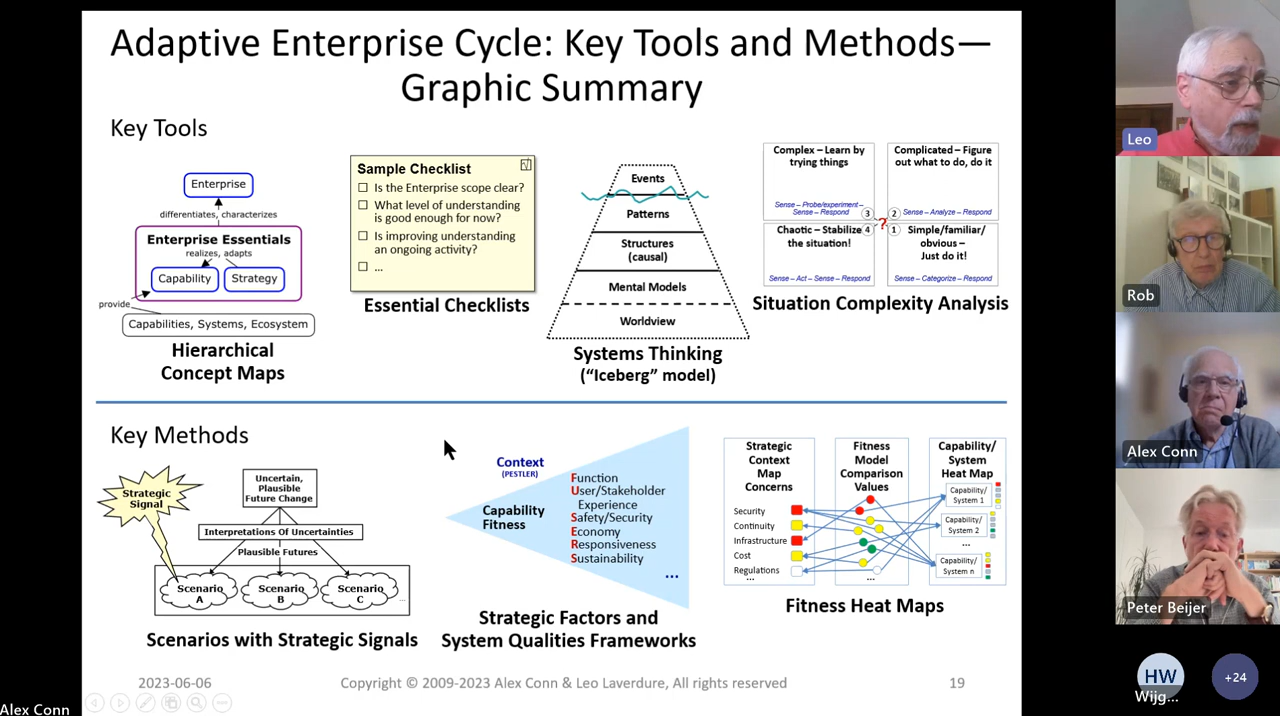 Adaptive Enterprise Cycle: Key Tools and Methods—
Graphic Summary
Key Tools
Enterprise
differentiates, characterizes
Enterprise Essentials
realizes, adapts
Capability
Strategy
provide
Capabilities, Systems, Ecosystem
Hierarchical
Concept Maps
Sample Checklist
Is the Enterprise scope clear?
What level of understanding
is good enough for now?
Is improving understanding
an ongoing activity?
...
Essential Checklists
Events
Patterns
Structures
(causal)
Mental Models
Worldview
Systems Thinking
("Iceberg" model)
Complex – Learn by
trying things
Sense – Probe/experiment –
Sense – Respond
3
Complicated – Figure
out what to do, do it
2
Sense – Analyze – Respond
?
Chaotic – Stabilize
the situation!
4
Sense – Act – Sense – Respond
1
Simple/familiar/
obvious –
Just do it!
Sense – Categorize – Respond
Situation Complexity Analysis
Key Methods
Strategic
Signal
Uncertain,
Plausible
Future Change
Interpretations Of Uncertainties
Plausible Futures
Scenario
A
Scenario
B
Scenario
C
...
Scenarios with Strategic Signals
Context
(PESTLER)
Capability
Fitness
Function
User/Stakeholder
Experience
Safety/Security
Economy
Responsiveness
Sustainability
...
Strategic Factors and
System Qualities Frameworks
Strategic
Context
Map
Concerns
Security
Continuity
Infrastructure
Cost
Regulations
...
Fitness
Model
Comparison
Values
...
Capability/
System
Heat Map
Capability/
System 1
Capability/
System 2
...
Capability/
System n
Fitness Heat Maps
2023-06-06
Copyright © 2009-2023 Alex Conn & Leo Laverdure, All rights reserved
19
Alex Conn
Leo
Rob
Alex Conn
Peter Beijer
HW
Wijg...
+24